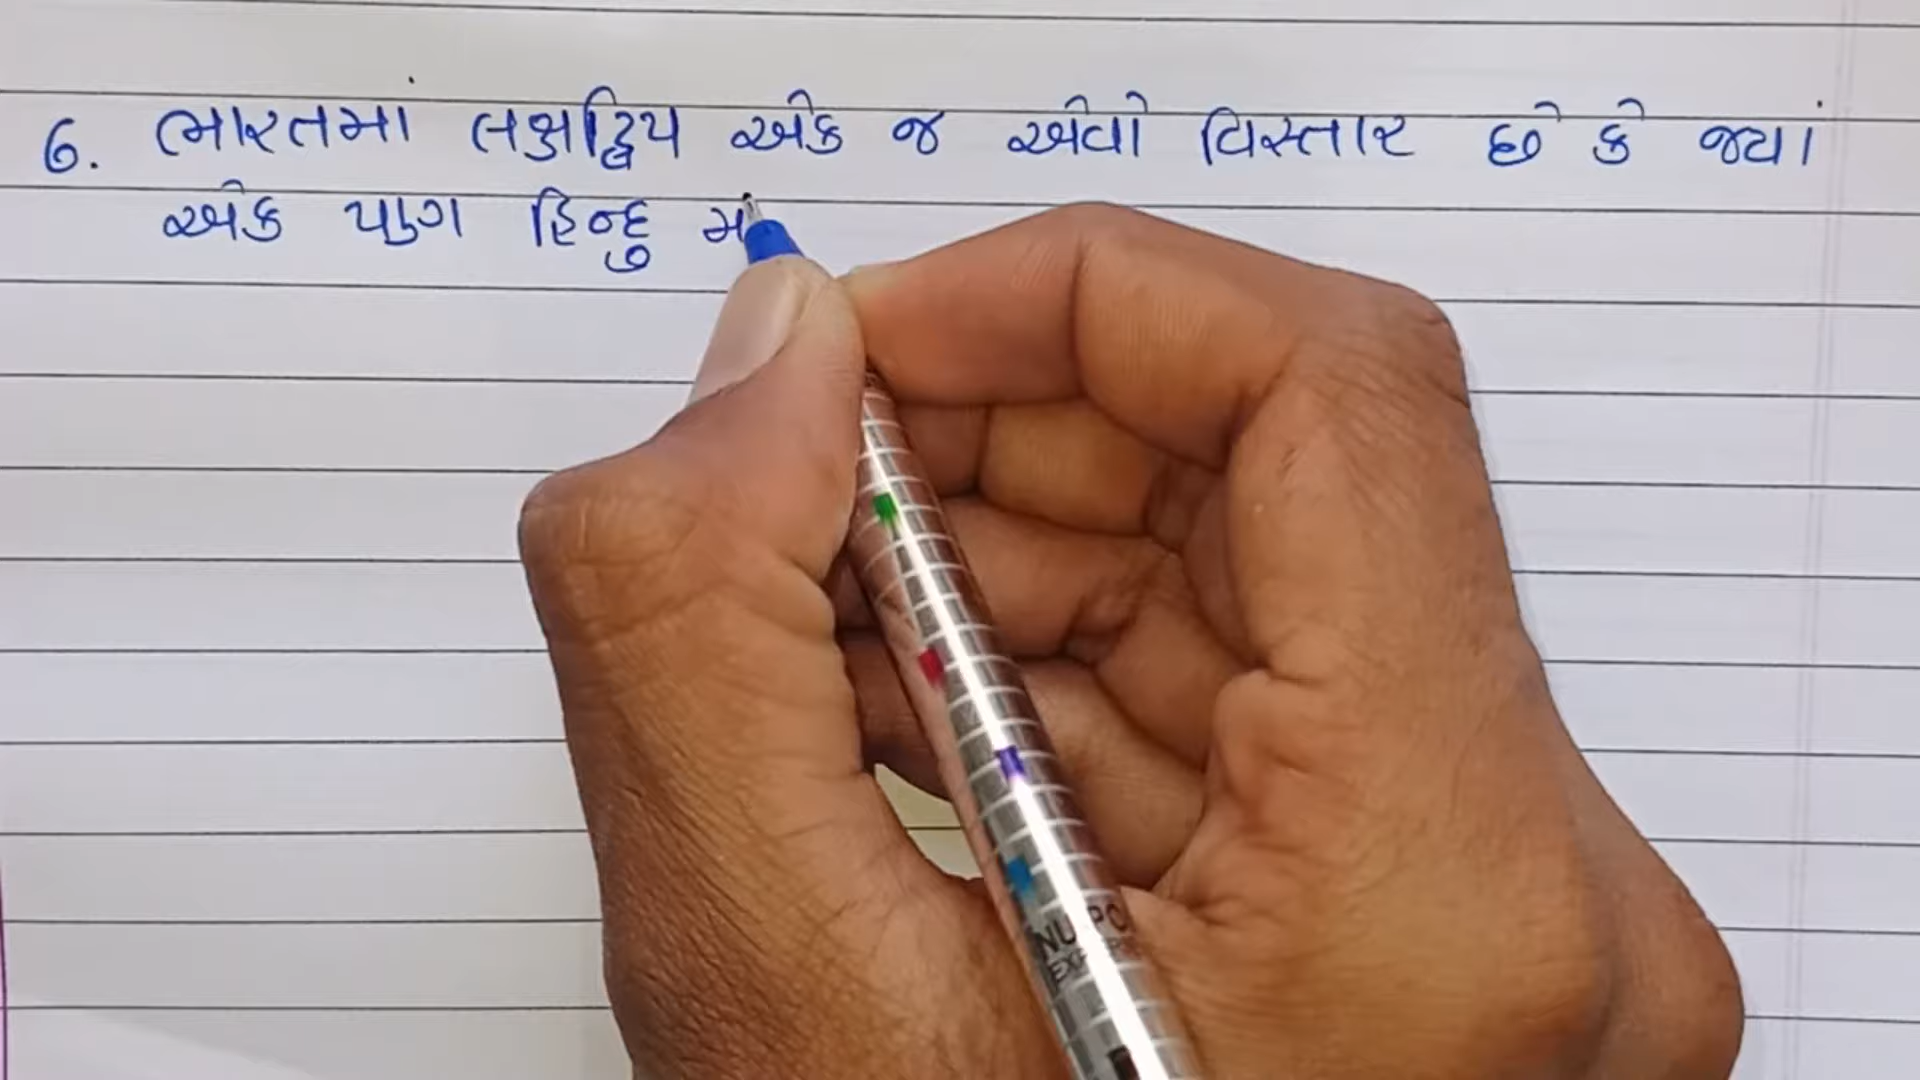 6. ભારતમાં લક્ષદ્વિપ એક જ એવો વિસ્તાર છે કે જ્યાં
એક પણ હિન્દુ મ